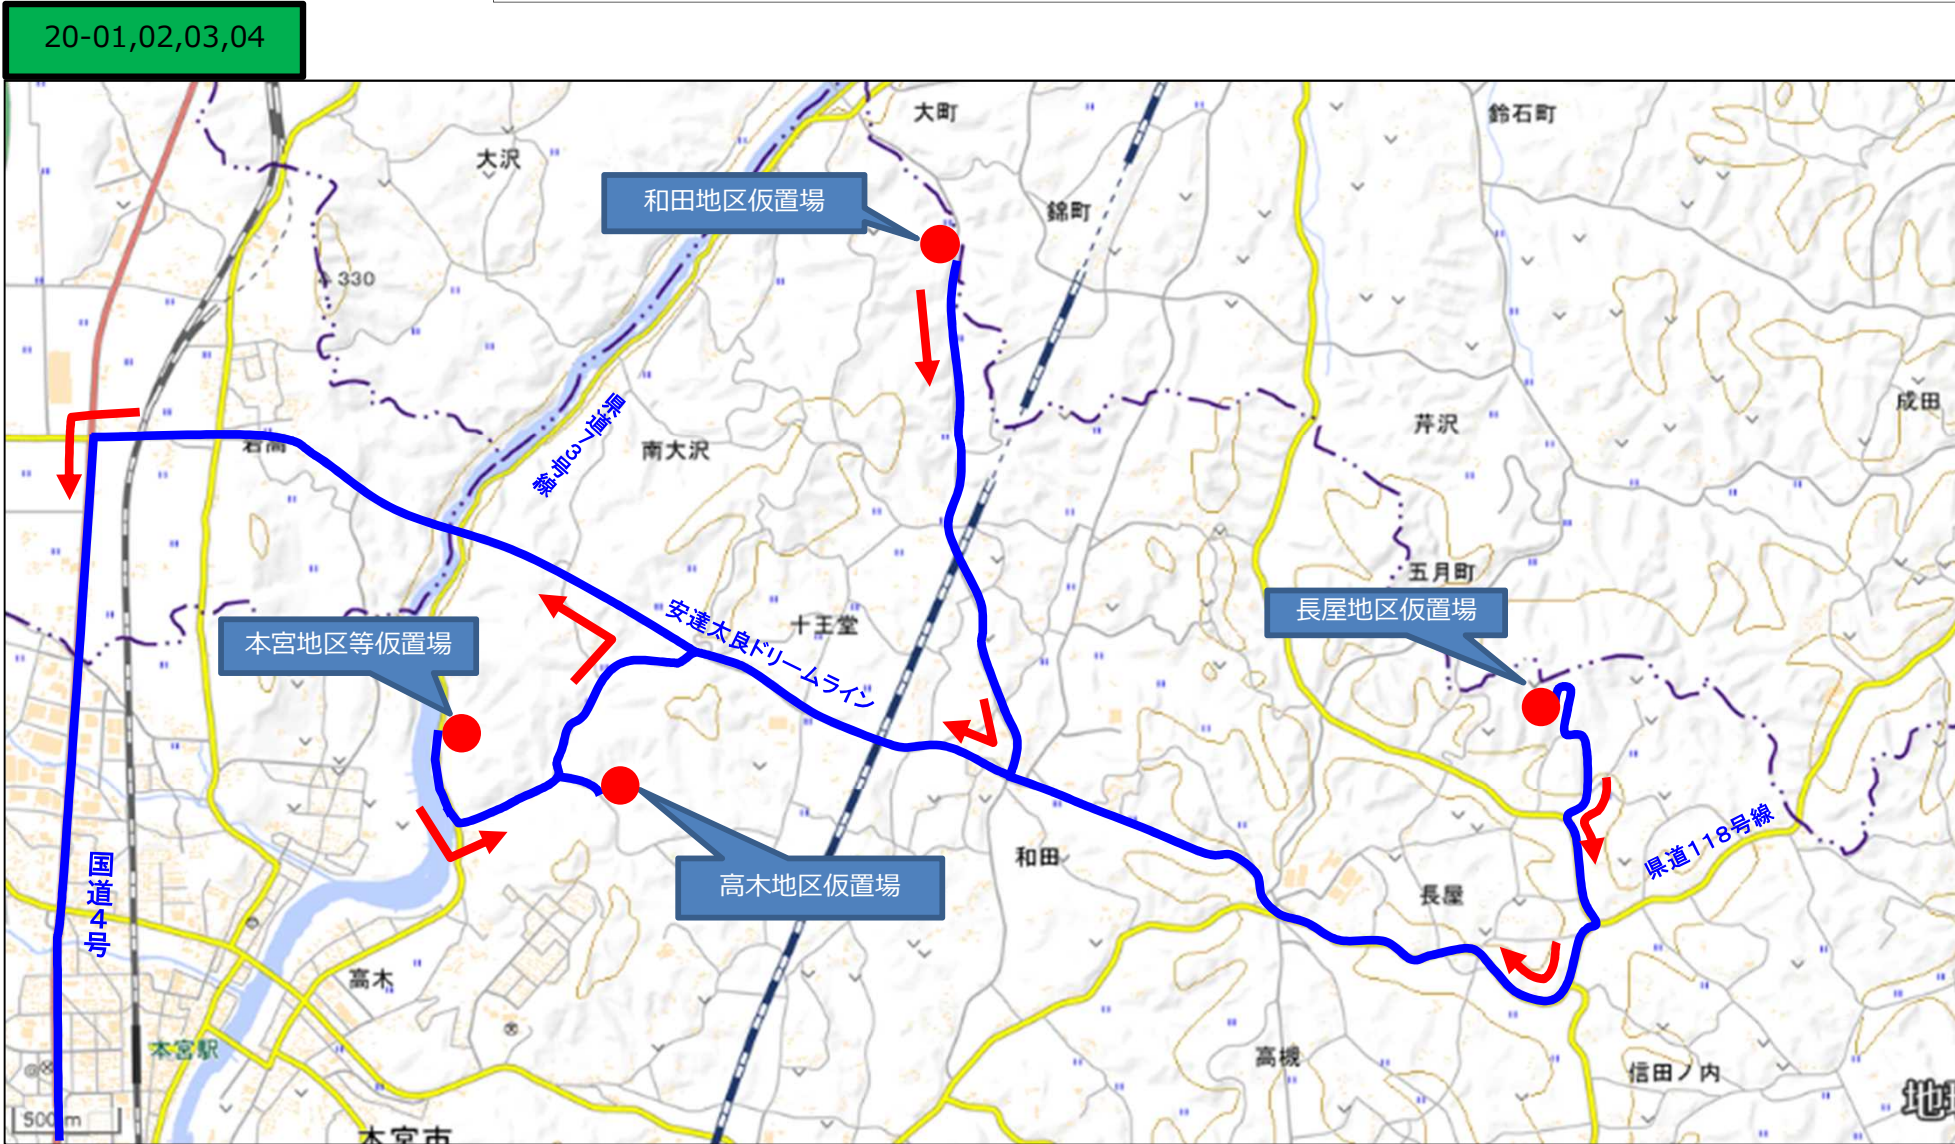 20-01,02,03,04
大町
鈴石町
大沢
和田地区仮置場
錦町
330
県道73号線
南大沢
成田
芹沢
五月町
長屋地区仮置場
安達太良ドリームライン
十王堂
本宮地区等仮置場
県道118号線
国道4号
和田
高木地区仮置場
長屋
高木
本宮駅
高槻
信田ノ内
500m
本宮市